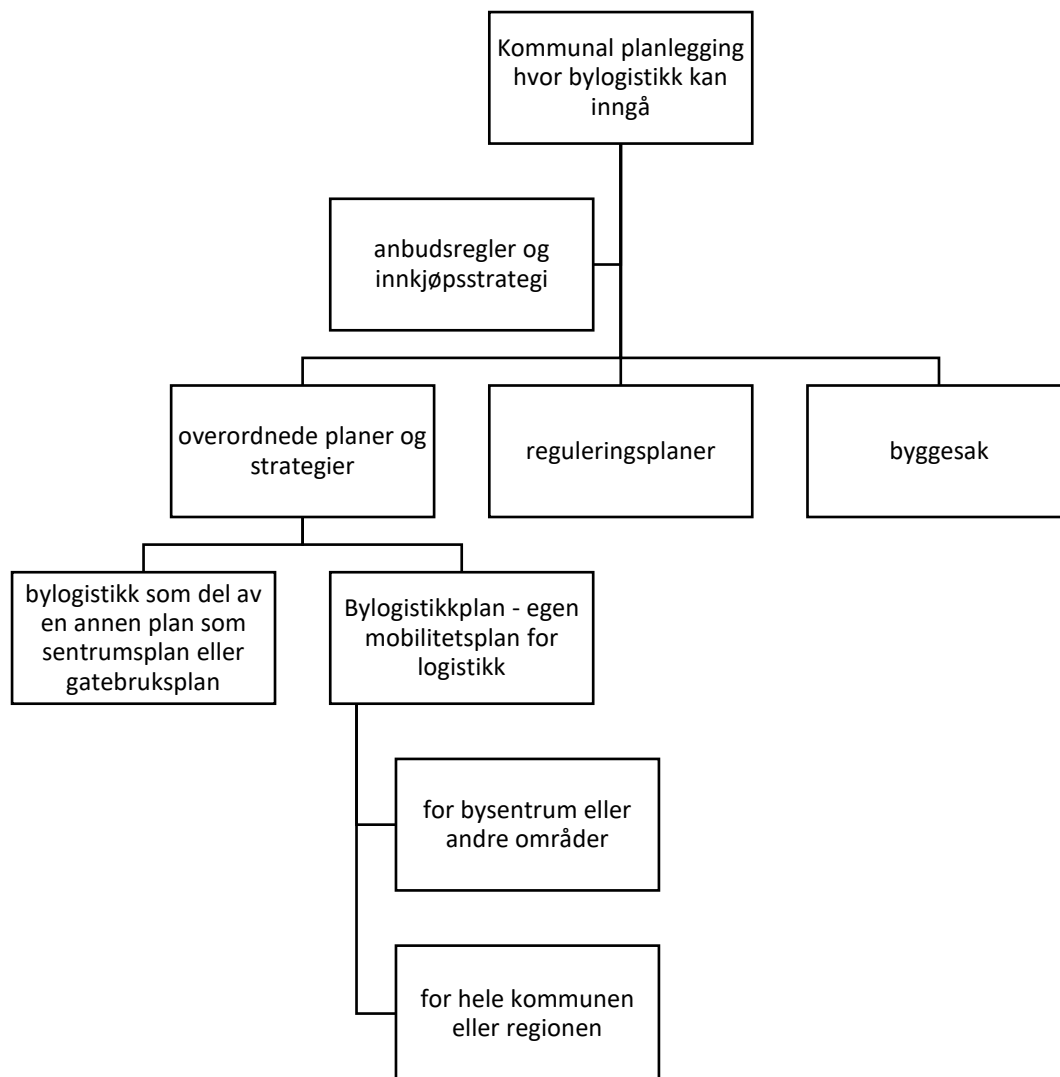 Kommunal planlegging
hvor bylogistikk kan
inngå
anbudsregler og
innkjøpsstrategi
overordnede planer og
strategier
reguleringsplaner
byggesak
bylogistikk som del av
en annen plan som
sentrumsplan eller
gatebruksplan
Bylogistikkplan - egen
mobilitetsplan for
logistikk
for bysentrum eller
andre områder
for hele kommunen
eller regionen